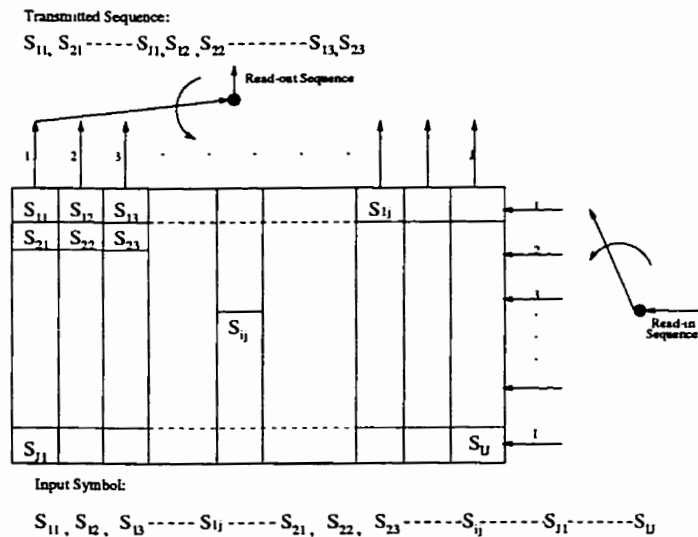 Transmitted Sequence:
S11, S21------SJ1,S12 ,S22-----------S13,S23
Read-out Sequence
1 2 3 . . . . . J
S11 S12 S13 S1j 1
S21 S22 S23 2
3
Sij
Read-in
Sequence
SJ1 SIJ I
Input Symbol:
S11 , S12, S13------S1j------S21, S22, S23-------Sij-------SJ1------SIJ